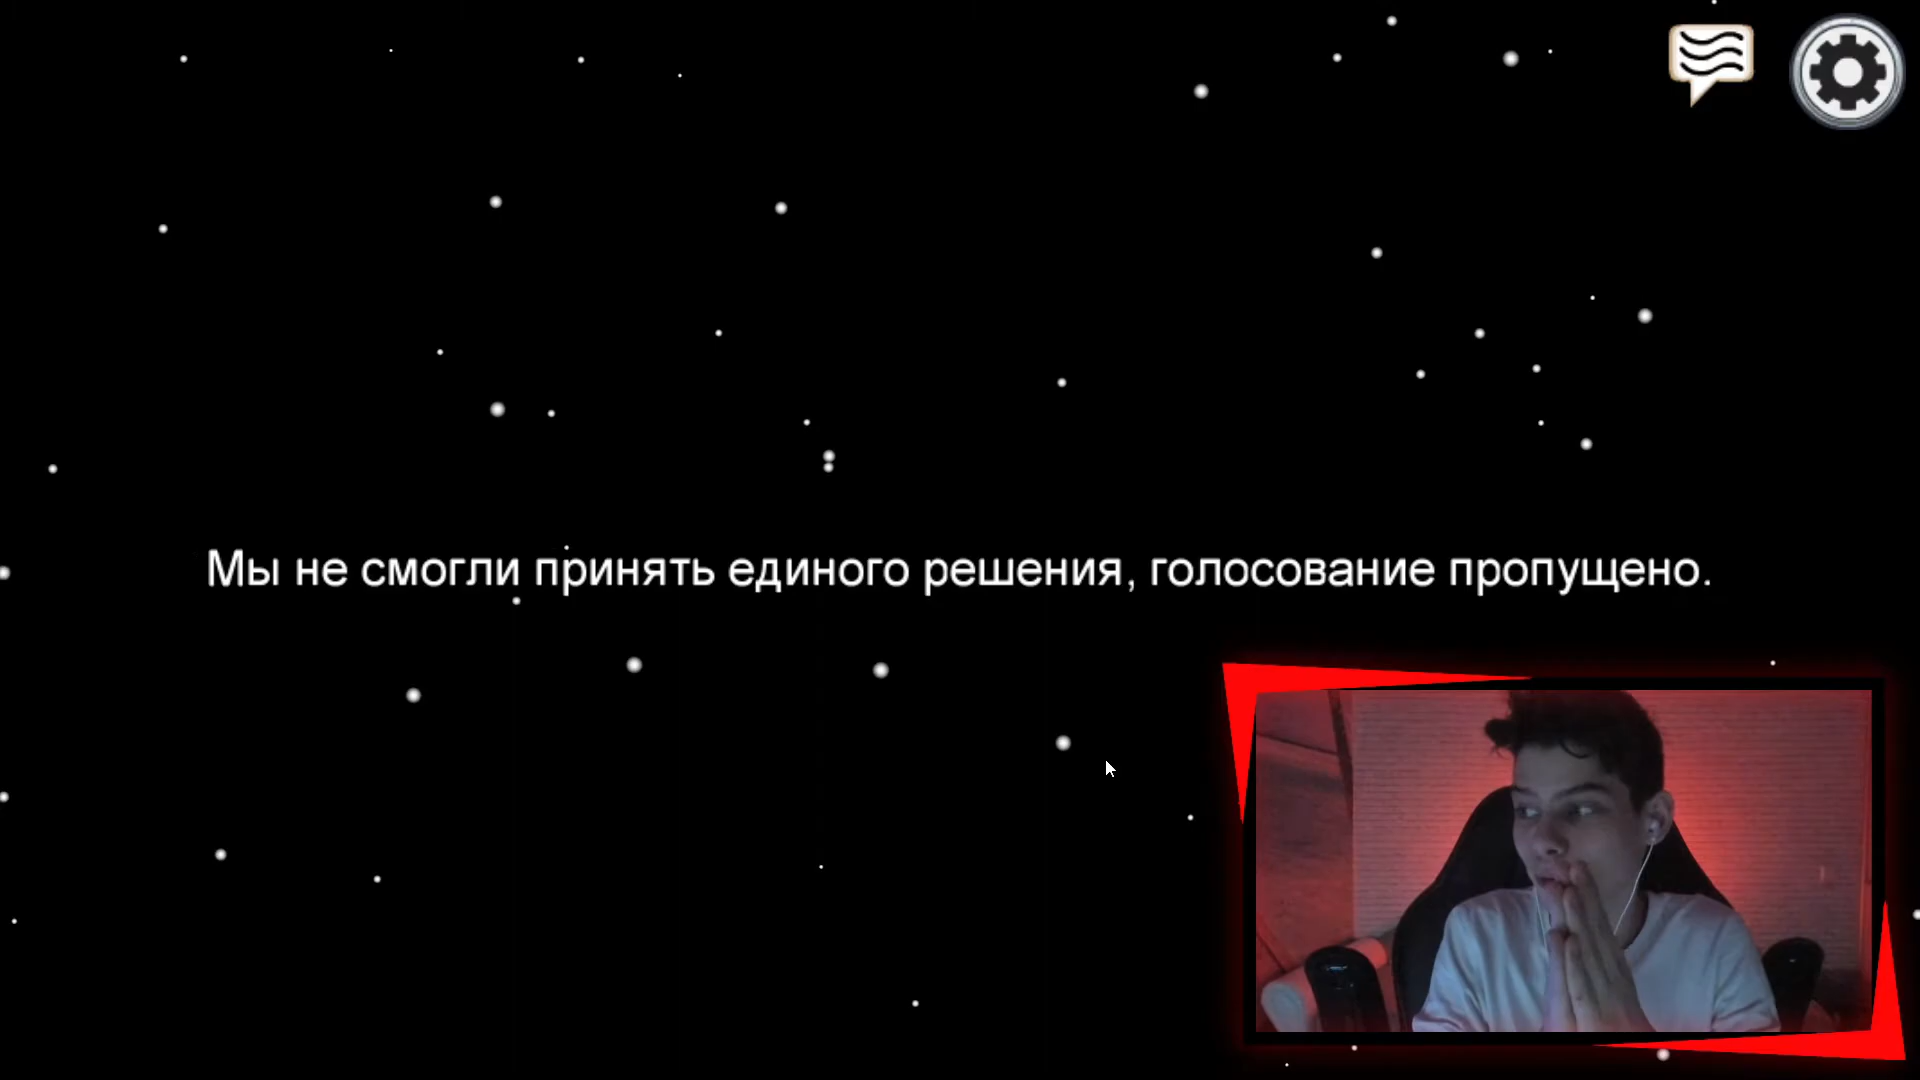 Мы не смогли принять единого решения, голосование пропущено.